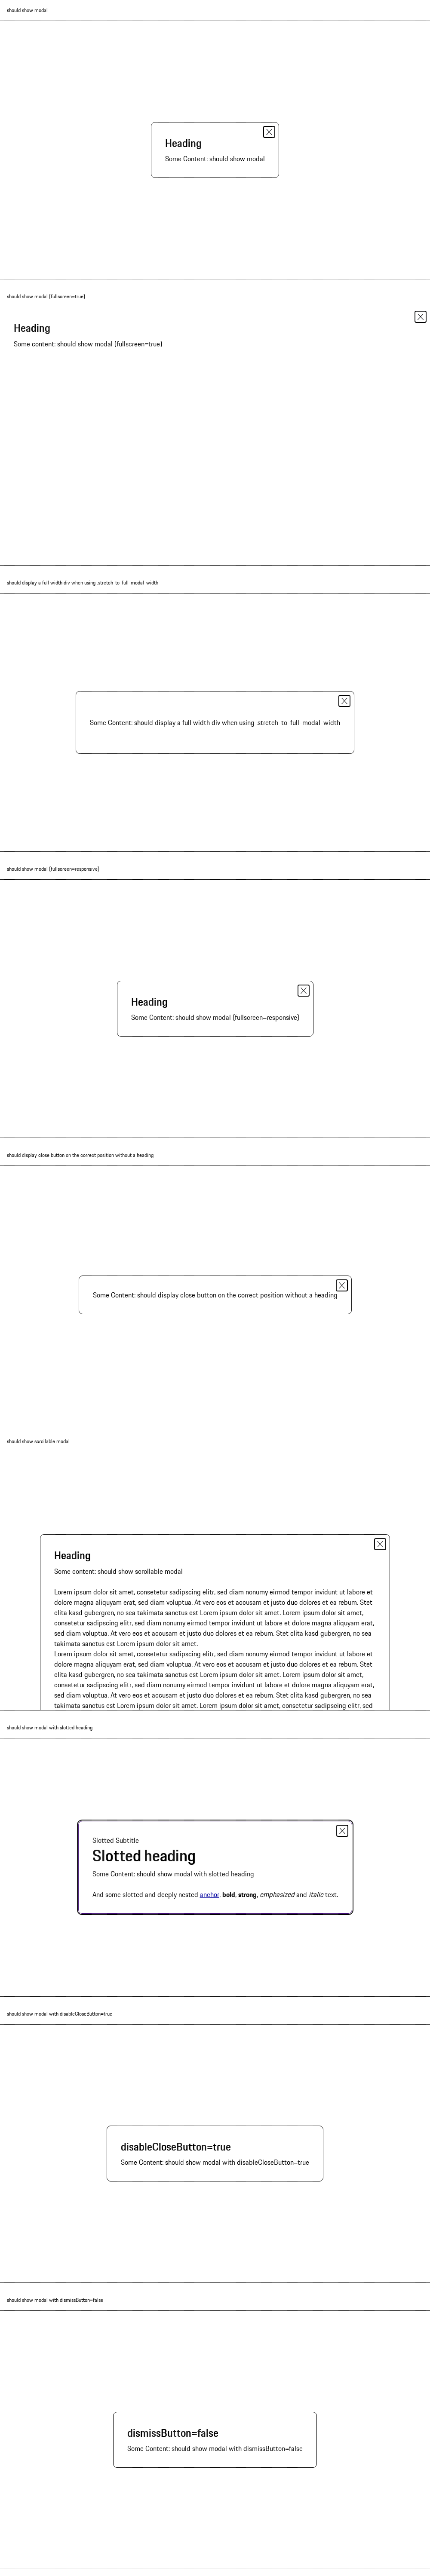 should show modal
Heading
Some Content: should show modal
should show modal (fullscreen=true)
Heading
Some content: should show modal (fullscreen=true)
should display a full width div when using .stretch-to-full-modal-width
Some Content: should display a full width div when using .stretch-to-full-modal-width
should show modal (fullscreen=responsive)
Heading
Some Content: should show modal (fullscreen=responsive)
should display close button on the correct position without a heading
Some Content: should display close button on the correct position without a heading
should show scrollable modal
Heading
Some content: should show scrollable modal
Lorem ipsum dolor sit amet, consetetur sadipscing elitr, sed diam nonumy eirmod tempor invidunt ut labore et
dolore magna aliquyam erat, sed diam voluptua. At vero eos et accusam et justo duo dolores et ea rebum. Stet
clita kasd gubergren, no sea takimata sanctus est Lorem ipsum dolor sit amet. Lorem ipsum dolor sit amet,
consetetur sadipscing elitr, sed diam nonumy eirmod tempor invidunt ut labore et dolore magna aliquyam erat,
sed diam voluptua. At vero eos et accusam et justo duo dolores et ea rebum. Stet clita kasd gubergren, no sea
takimata sanctus est Lorem ipsum dolor sit amet.
Lorem ipsum dolor sit amet, consetetur sadipscing elitr, sed diam nonumy eirmod tempor invidunt ut labore et
dolore magna aliquyam erat, sed diam voluptua. At vero eos et accusam et justo duo dolores et ea rebum. Stet
clita kasd gubergren, no sea takimata sanctus est Lorem ipsum dolor sit amet. Lorem ipsum dolor sit amet,
consetetur sadipscing elitr, sed diam nonumy eirmod tempor invidunt ut labore et dolore magna aliquyam erat,
sed diam voluptua. At vero eos et accusam et justo duo dolores et ea rebum. Stet clita kasd gubergren, no sea
takimata sanctus est Lorem ipsum dolor sit amet. Lorem ipsum dolor sit amet, consetetur sadipscing elitr, sed
should show modal with slotted heading
Slotted Subtitle
Slotted heading
Some Content: should show modal with slotted heading
And some slotted and deeply nested anchor, bold, strong, emphasized and italic text.
should show modal with disableCloseButton=true
disableCloseButton=true
Some Content: should show modal with disableCloseButton=true
should show modal with dismissButton=false
dismissButton=false
Some Content: should show modal with dismissButton=false